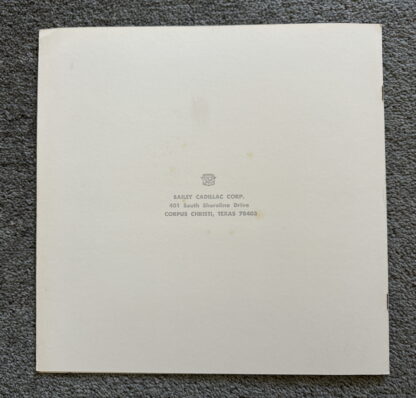 BAILEY CADILLAC CORP.
401 South Shoreline Drive
CORPUS CHRISTI, TEXAS 78403